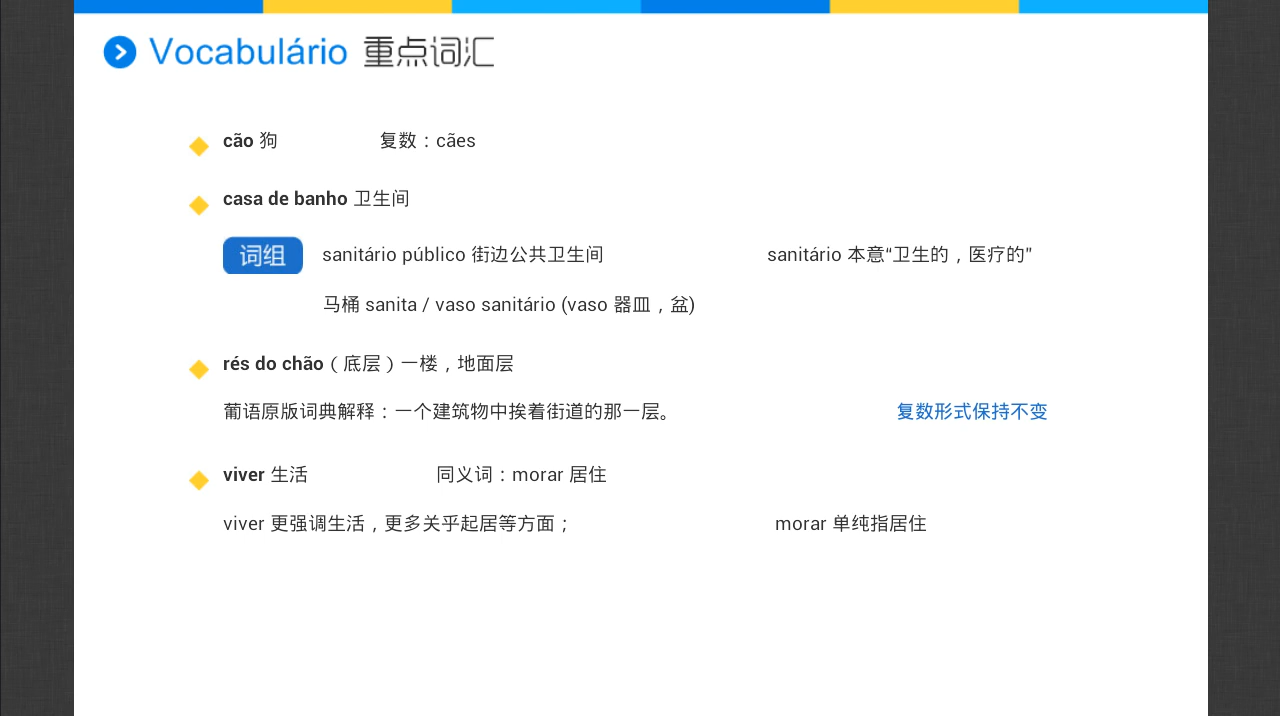 Vocabulário 重点词汇
cão 狗 复数：cães
casa de banho 卫生间
词组 sanitário público 街边公共卫生间 sanitário 本意“卫生的，医疗的”
马桶 sanita / vaso sanitário (vaso 器皿，盆)
rés do chão（底层）一楼，地面层
葡语原版词典解释：一个建筑物中挨着街道的那一层。 复数形式保持不变
viver 生活 同义词：morar 居住
viver 更强调生活，更多关乎起居等方面； morar 单纯指居住